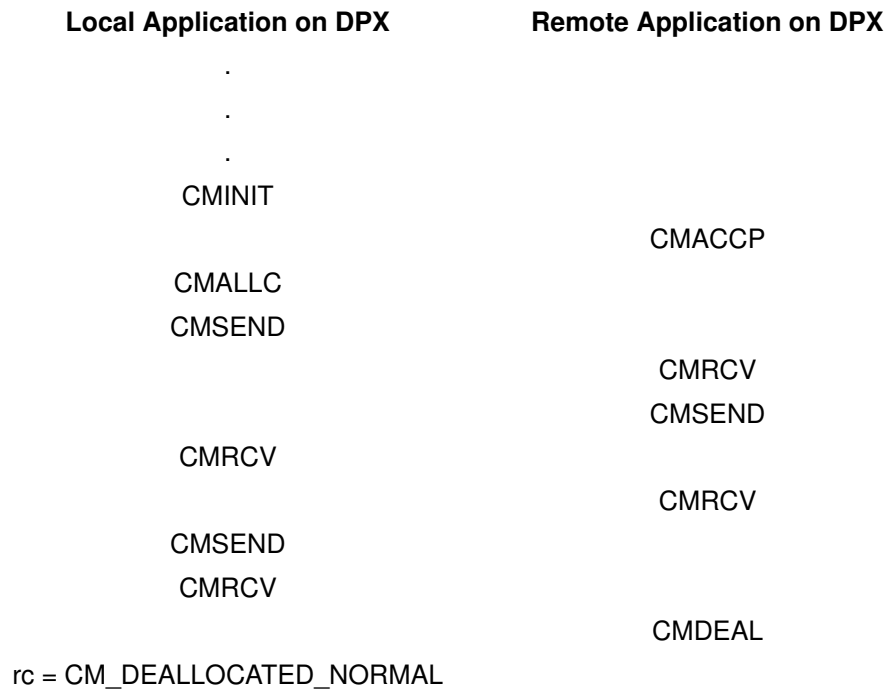 Local Application on DPX Remote Application on DPX
.
.
.
CMINIT
CMACCP
CMALLC
CMSEND
CMRCV
CMSEND
CMRCV
CMRCV
CMSEND
CMRCV
CMDEAL
rc = CM_DEALLOCATED_NORMAL